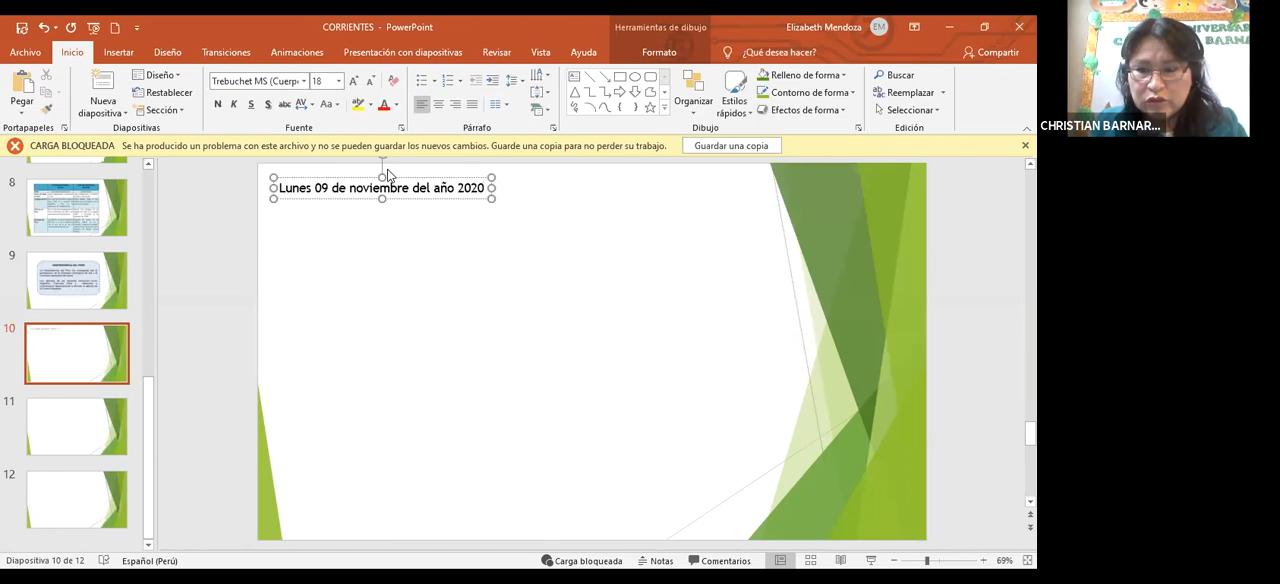 CORRIENTES - PowerPoint
Herramientas de dibujo
Elizabeth Mendoza
EM
Archivo Inicio Insertar Diseño Transiciones Animaciones Presentación con diapositivas Revisar Vista Ayuda Formato ¿Qué desea hacer? Compartir
Pegar
Portapapeles
Nueva
diapositiva
Diseño
Restablecer
Sección
Diapositivas
Trebuchet MS (Cuerp 18
N K S S abc AV Aa
Fuente
Párrafo
Organizar
Estilos
rápidos
Relleno de forma
Contorno de forma
Efectos de forma
Dibujo
Buscar
Reemplazar
Seleccionar
Edición
CARGA BLOQUEADA Se ha producido un problema con este archivo y no se pueden guardar los nuevos cambios. Guarde una copia para no perder su trabajo. Guardar una copia
CHRISTIAN BARNAR...
8
9
10
11
12
Lunes 09 de noviembre del año 2020
Diapositiva 10 de 12 Español (Perú) Carga bloqueada Notas Comentarios 69%